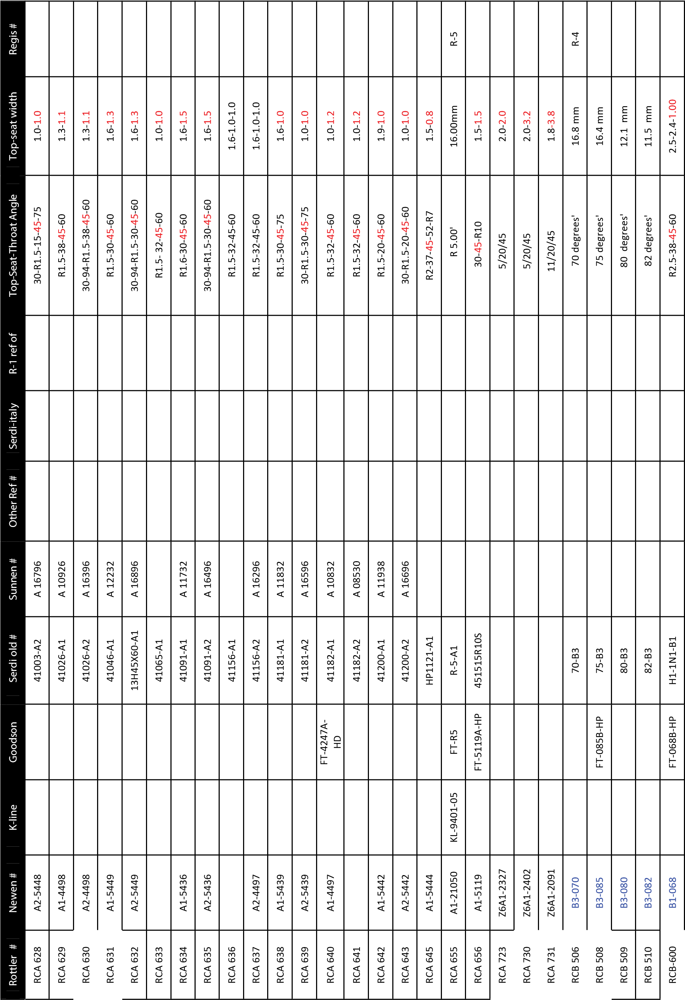 Rottler # Newen # K-line Goodson Serdi old # Sunnen # Other Ref # Serdi-italy R-1 ref of Top-Seat-Throat Angle Top-seat width Regis #
RCA 628 A2-5448 41003-A2 A 16796 30-R1.5-15-45-75 1.0-1.0
RCA 629 A1-4498 41026-A1 A 10926 R1.5-38-45-60 1.3-1.1
RCA 630 A2-4498 41026-A2 A 16396 30-94-R1.5-38-45-60 1.3-1.1
RCA 631 A1-5449 41046-A1 A 12232 R1.5-30-45-60 1.6-1.3
RCA 632 A2-5449 13H45X60-A1 A 16896 30-94-R1.5-30-45-60 1.6-1.3
RCA 633 41065-A1 R1.5- 32-45-60 1.0-1.0
RCA 634 A1-5436 41091-A1 A 11732 R1.6-30-45-60 1.6-1.5
RCA 635 A2-5436 41091-A2 A 16496 30-94-R1.5-30-45-60 1.6-1.5
RCA 636 41156-A1 R1.5-32-45-60 1.6-1.0-1.0
RCA 637 A2-4497 41156-A2 A 16296 R1.5-32-45-60 1.6-1.0-1.0
RCA 638 A1-5439 41181-A1 A 11832 R1.5-30-45-75 1.6-1.0
RCA 639 A2-5439 41181-A2 A 16596 30-R1.5-30-45-75 1.0-1.0
RCA 640 A1-4497 FT-4247A-
HD 41182-A1 A 10832 R1.5-32-45-60 1.0-1.2
RCA 641 41182-A2 A 08530 R1.5-32-45-60 1.0-1.2
RCA 642 A1-5442 41200-A1 A 11938 R1.5-20-45-60 1.9-1.0
RCA 643 A2-5442 41200-A2 A 16696 30-R1.5-20-45-60 1.0-1.0
RCA 645 A1-5444 HP1121-A1 R2-37-45-52-R7 1.5-0.8
RCA 655 A1-21050 KL-9401-05 FT-R5 R-5-A1 R 5.00' 16.00mm R-5
RCA 656 A1-5119 FT-5119A-HP 451515R10S 30-45-R10 1.5-1.5
RCA 723 Z6A1-2327 5/20/45 2.0-2.0
RCA 730 Z6A1-2402 5/20/45 2.0-3.2
RCA 731 Z6A1-2091 11/20/45 1.8-3.8
RCB 506 B3-070 70-B3 70 degrees' 16.8 mm R-4
RCB 508 B3-085 FT-085B-HP 75-B3 75 degrees' 16.4 mm
RCB 509 B3-080 80-B3 80 degrees' 12.1 mm
RCB 510 B3-082 82-B3 82 degrees' 11.5 mm
RCB-600 B1-068 FT-068B-HP H1-1N1-B1 R2.5-38-45-60 2.5-2.4-1.00